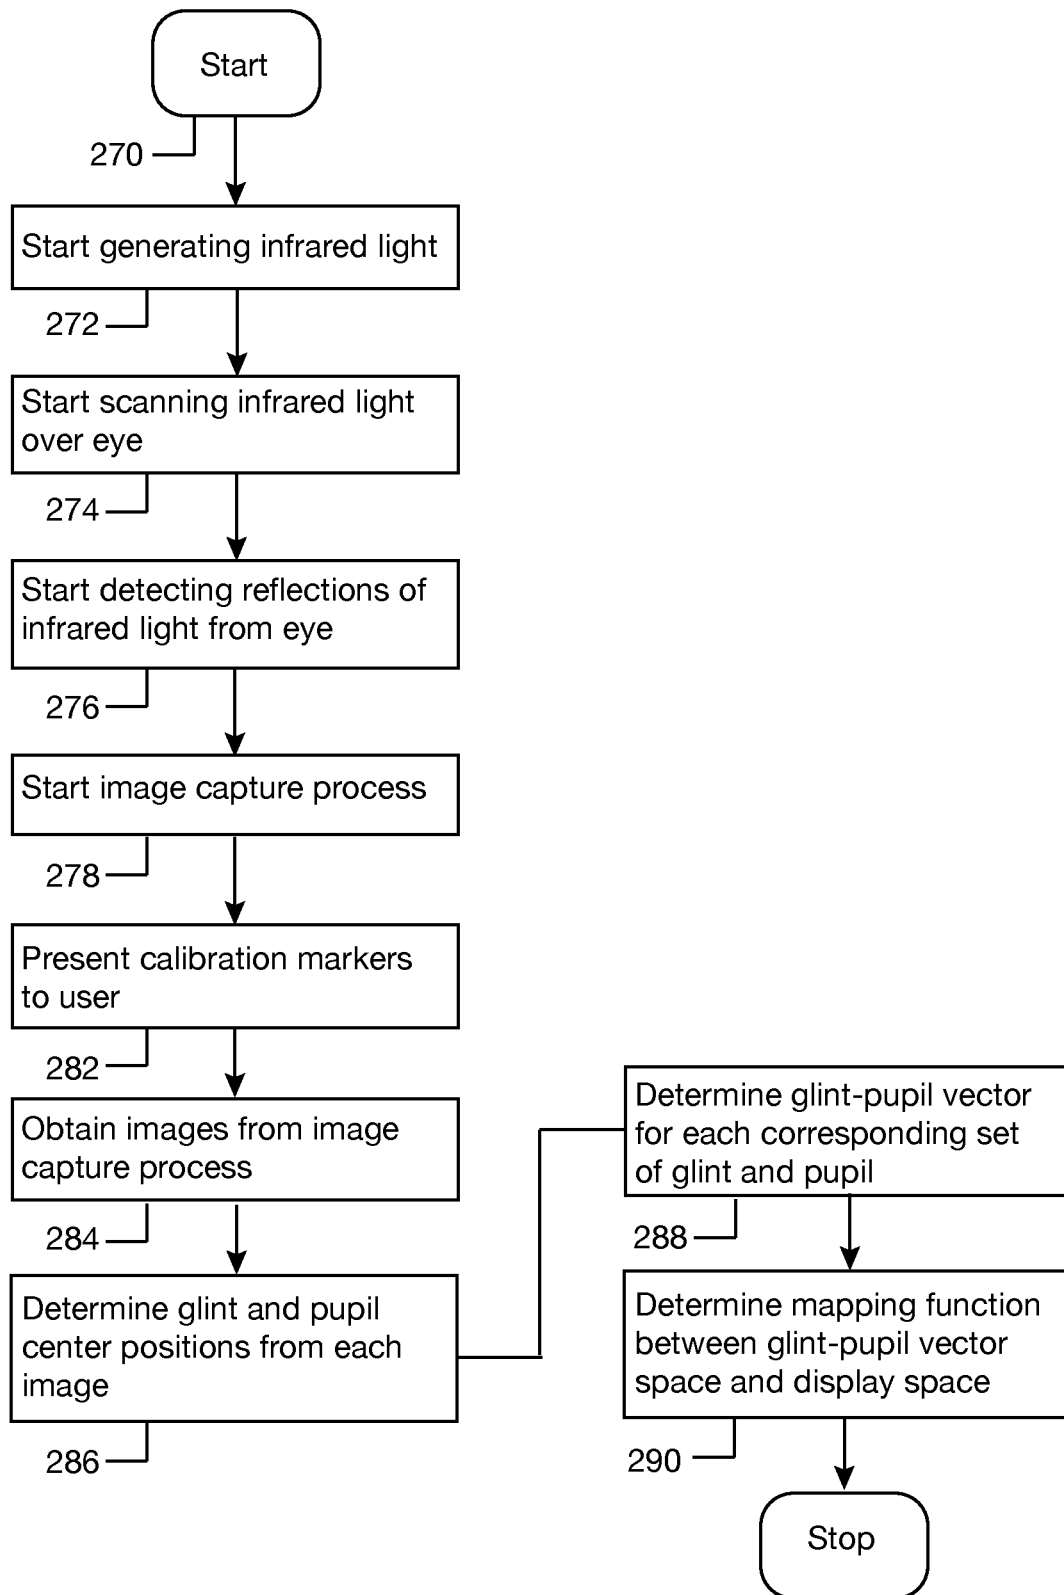 Start
270
Start generating infrared light
272
Start scanning infrared light
over eye
274
Start detecting reflections of
infrared light from eye
276
Start image capture process
278
Present calibration markers
to user
282
Obtain images from image
capture process
284
Determine glint and pupil
center positions from each
image
286
Determine glint-pupil vector
for each corresponding set
of glint and pupil
288
Determine mapping function
between glint-pupil vector
space and display space
290
Stop